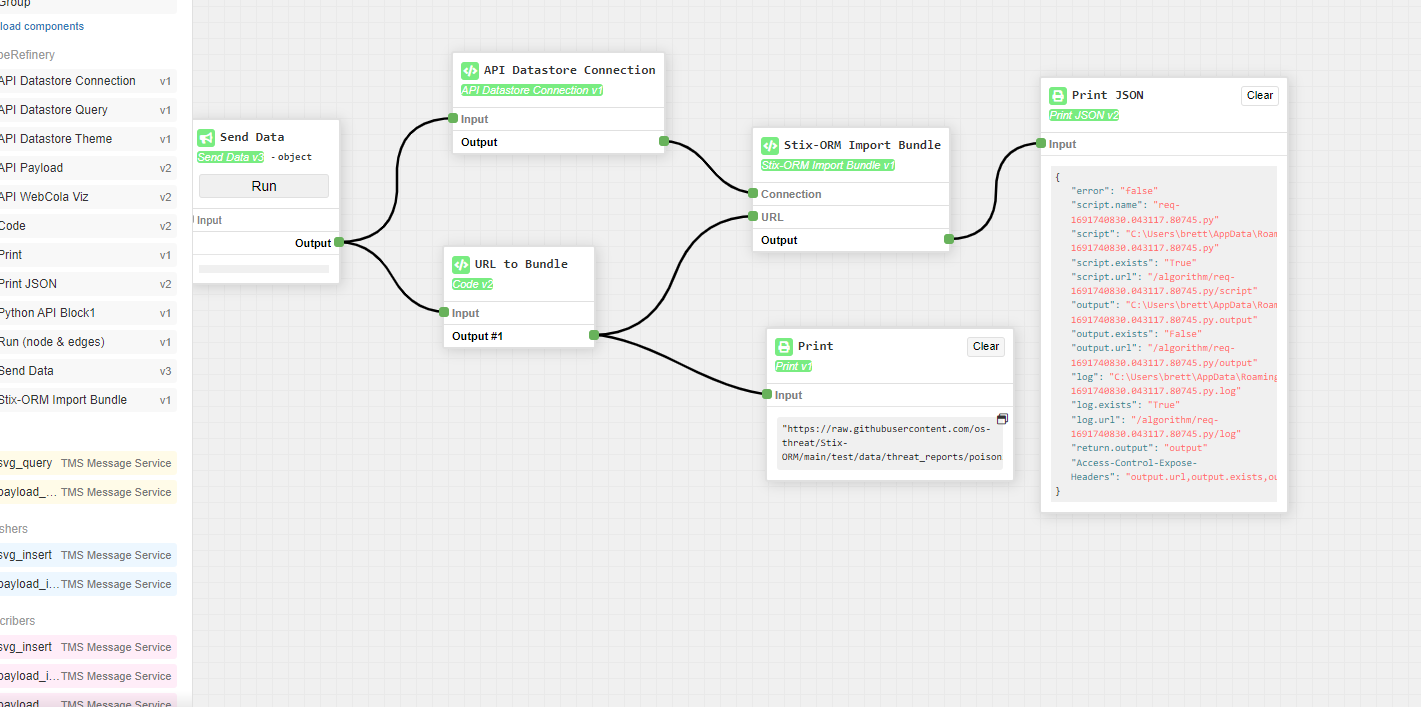 Group
load components
peRefinery
API Datastore Connection v1
API Datastore Query v1
API Datastore Theme v1
API Payload v2
API WebCola Viz v2
Code v2
Print v1
Print JSON v2
Python API Block1 v1
Run (node & edges) v1
Send Data v3
Stix-ORM Import Bundle v1
svg_query TMS Message Service
payload_... TMS Message Service
shers
svg_insert TMS Message Service
payload_i... TMS Message Service
cribers
svg_insert TMS Message Service
payload_i... TMS Message Service
payload TMS Message Service
Send Data
Send Data v3 - object
Run
Input
Output
API Datastore Connection
API Datastore Connection v1
Input
Output
URL to Bundle
Code v2
Input
Output #1
Stix-ORM Import Bundle
Stix-ORM Import Bundle v1
Connection
URL
Output
Print Clear
Print v1
Input
"https://raw.githubusercontent.com/os-
threat/Stix-
ORM/main/test/data/threat_reports/poison
Print JSON Clear
Print JSON v2
Input
{
"error": "false"
"script.name": "req-
1691740830.043117.80745.py"
"script": "C:\Users\brett\AppData\Roam
1691740830.043117.80745.py"
"script.exists": "True"
"script.url": "/algorithm/req-
1691740830.043117.80745.py/script"
"output": "C:\Users\brett\AppData\Roam
1691740830.043117.80745.py.output"
"output.exists": "False"
"output.url": "/algorithm/req-
1691740830.043117.80745.py/output"
"log": "C:\Users\brett\AppData\Roaming
1691740830.043117.80745.py.log"
"log.exists": "True"
"log.url": "/algorithm/req-
1691740830.043117.80745.py/log"
"return.output": "output"
"Access-Control-Expose-
Headers": "output.url,output.exists,ou
}